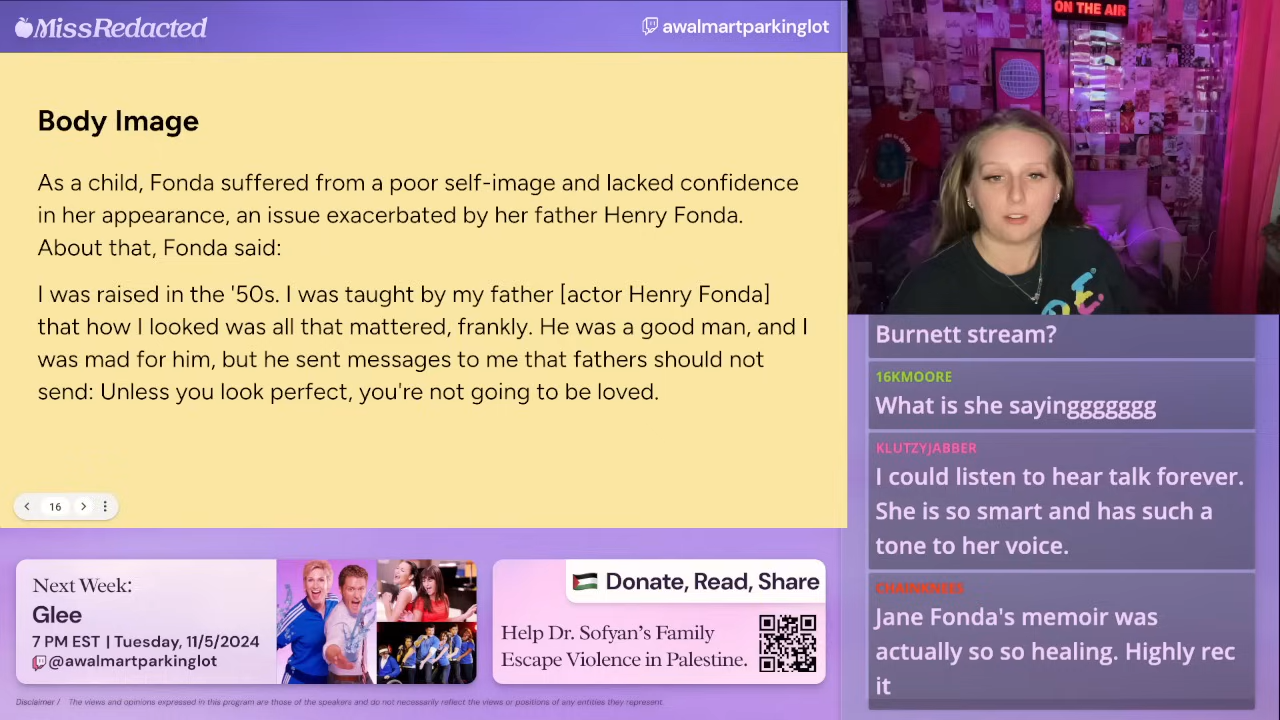 MissRedacted
awalmartparkinglot
ON THE AIR
Body Image
As a child, Fonda suffered from a poor self-image and lacked confidence
in her appearance, an issue exacerbated by her father Henry Fonda.
About that, Fonda said:
I was raised in the '50s. I was taught by my father [actor Henry Fonda]
that how I looked was all that mattered, frankly. He was a good man, and I
was mad for him, but he sent messages to me that fathers should not
send: Unless you look perfect, you're not going to be loved.
16
Burnett stream?
16KMOORE
What is she sayinggggggg
KLUTZYJABBER
I could listen to hear talk forever.
She is so smart and has such a
tone to her voice.
CHAINKNEES
Jane Fonda's memoir was
actually so so healing. Highly rec
it
Next Week:
Glee
7 PM EST | Tuesday, 11/5/2024
@awalmartparkinglot
Donate, Read, Share
Help Dr. Sofyan's Family
Escape Violence in Palestine.
Disclaimer / The views and opinions expressed in this program are those of the speakers and do not necessarily reflect the views or positions of any entities they represent.